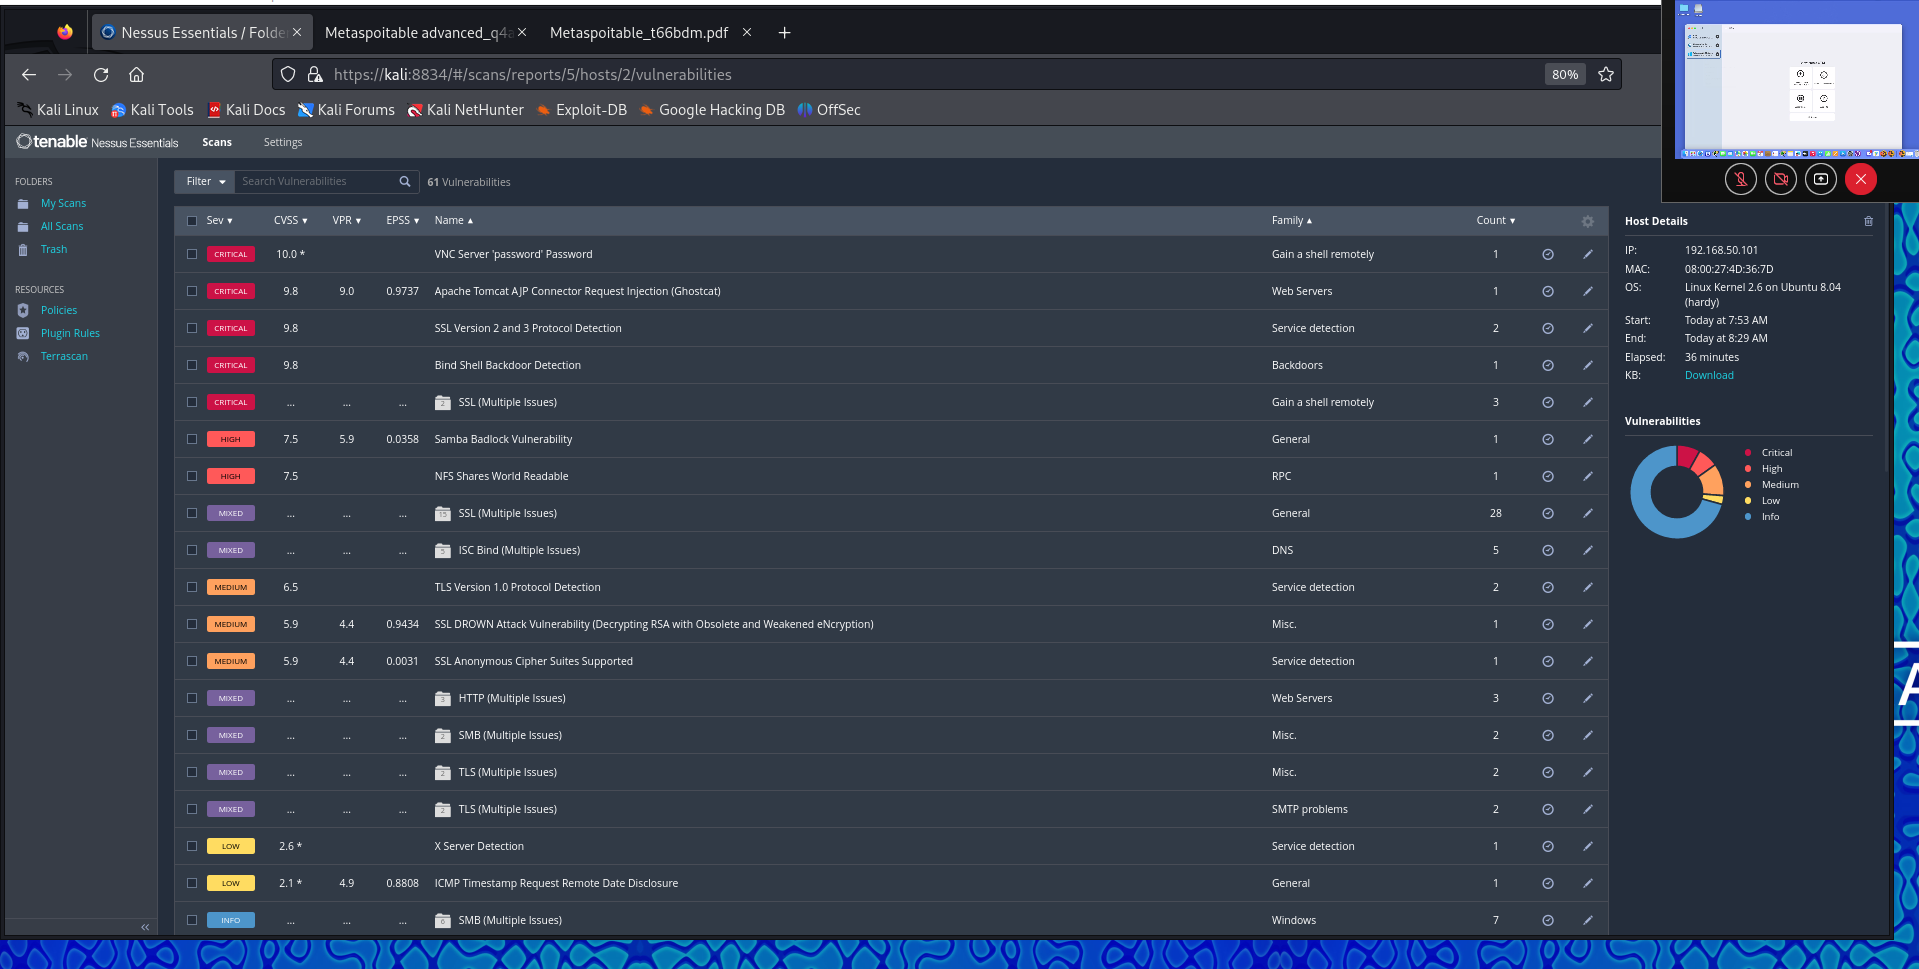 Nessus Essentials / Folde
Metaspoitable advanced_q4a
Metaspoitable_t66bdm.pdf
https://kali:8834/#/scans/reports/5/hosts/2/vulnerabilities
80%
Kali Linux Kali Tools Kali Docs Kali Forums Kali NetHunter Exploit-DB Google Hacking DB OffSec
tenable Nessus Essentials Scans Settings
FOLDERS
My Scans
All Scans
Trash
RESOURCES
Policies
Plugin Rules
Terrascan
Filter Search Vulnerabilities 61 Vulnerabilities
Sev CVSS VPR EPSS Name Family Count
CRITICAL 10.0 * VNC Server 'password' Password Gain a shell remotely 1
CRITICAL 9.8 9.0 0.9737 Apache Tomcat AJP Connector Request Injection (Ghostcat) Web Servers 1
CRITICAL 9.8 SSL Version 2 and 3 Protocol Detection Service detection 2
CRITICAL 9.8 Bind Shell Backdoor Detection Backdoors 1
CRITICAL ... ... ... 2 SSL (Multiple Issues) Gain a shell remotely 3
HIGH 7.5 5.9 0.0358 Samba Badlock Vulnerability General 1
HIGH 7.5 NFS Shares World Readable RPC 1
MIXED ... ... ... 15 SSL (Multiple Issues) General 28
MIXED ... ... ... 5 ISC Bind (Multiple Issues) DNS 5
MEDIUM 6.5 TLS Version 1.0 Protocol Detection Service detection 2
MEDIUM 5.9 4.4 0.9434 SSL DROWN Attack Vulnerability (Decrypting RSA with Obsolete and Weakened eNcryption) Misc. 1
MEDIUM 5.9 4.4 0.0031 SSL Anonymous Cipher Suites Supported Service detection 1
MIXED ... ... ... 3 HTTP (Multiple Issues) Web Servers 3
MIXED ... ... ... 2 SMB (Multiple Issues) Misc. 2
MIXED ... ... ... 2 TLS (Multiple Issues) Misc. 2
MIXED ... ... ... 2 TLS (Multiple Issues) SMTP problems 2
LOW 2.6 * X Server Detection Service detection 1
LOW 2.1 * 4.9 0.8808 ICMP Timestamp Request Remote Date Disclosure General 1
INFO ... ... ... 6 SMB (Multiple Issues) Windows 7
Host Details
IP: 192.168.50.101
MAC: 08:00:27:4D:36:7D
OS: Linux Kernel 2.6 on Ubuntu 8.04
(hardy)
Start: Today at 7:53 AM
End: Today at 8:29 AM
Elapsed: 36 minutes
KB: Download
Vulnerabilities
Critical
High
Medium
Low
Info
A